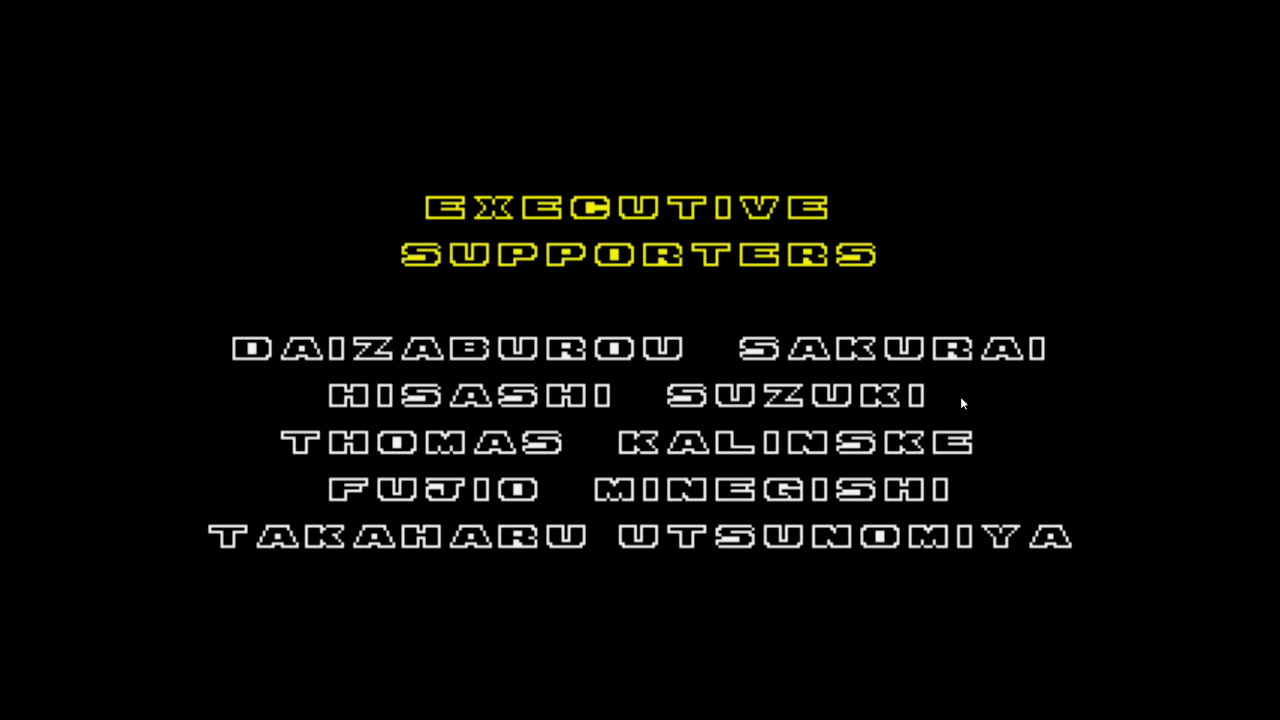 EXECUTIVE
SUPPORTERS
DAIZABUROU SAKURAI
HISASHI SUZUKI
THOMAS KALINSKE
FUJIO MINEGISHI
TAKAHARU UTSUNOMIYA